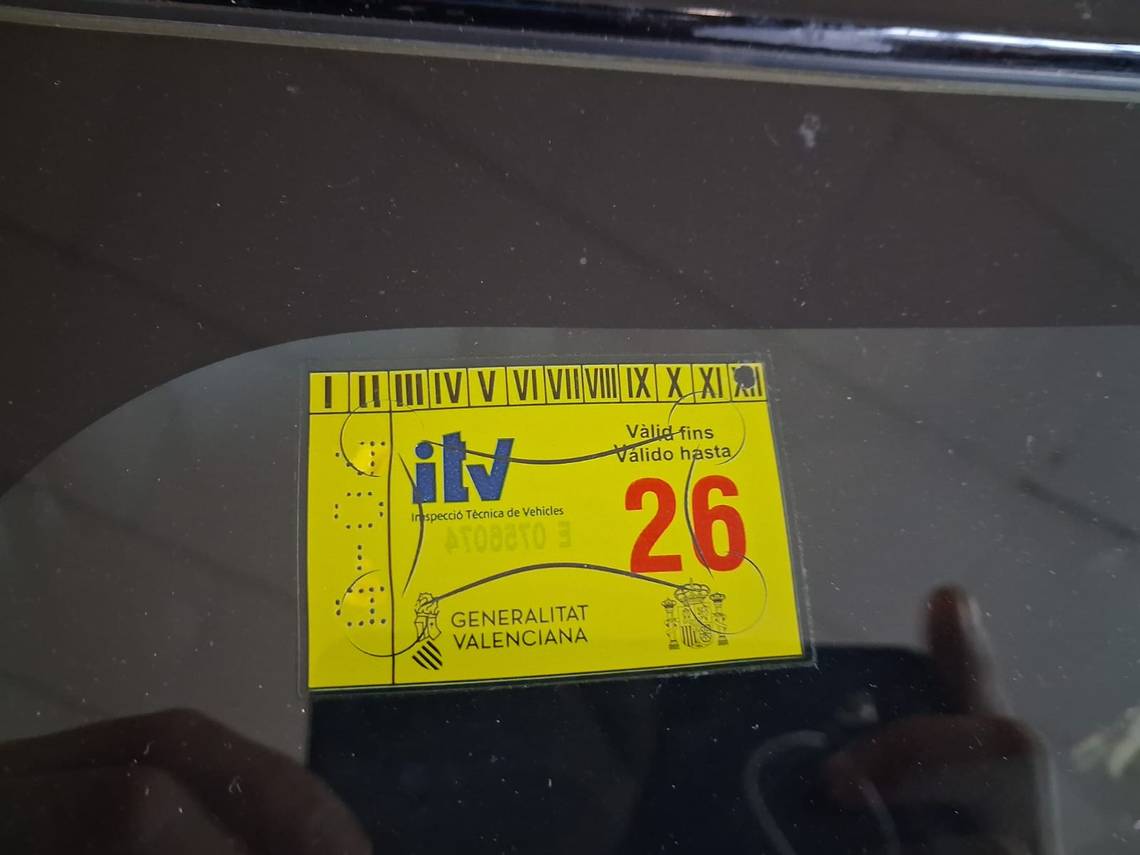 I II III IV V VI VII VIII IX X XI XII
itv
Inspecció Tècnica de Vehicles
Vàlid fins
Válido hasta
26
E 0756074
GENERALITAT
VALENCIANA